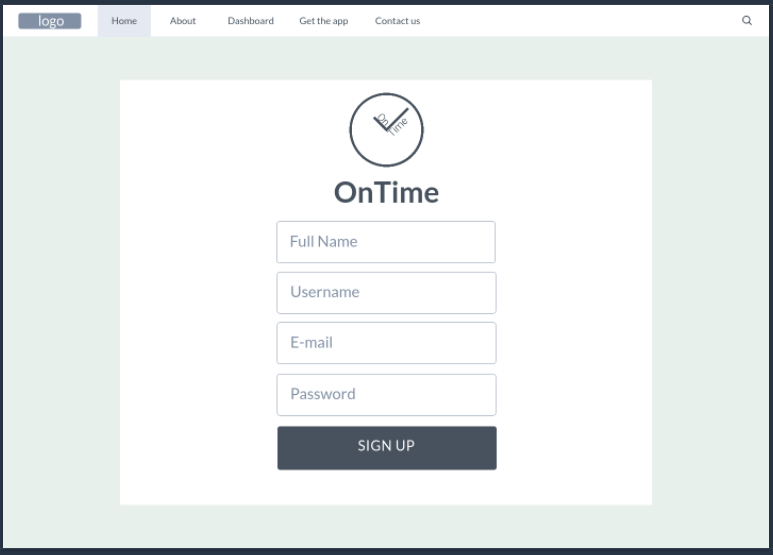 logo Home About Dashboard Get the app Contact us
On
Time
OnTime
Full Name
Username
E-mail
Password
SIGN UP